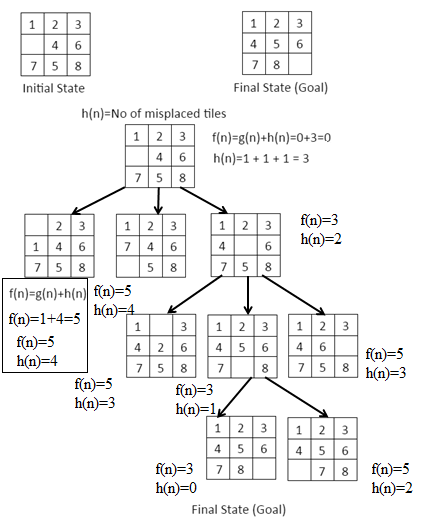 1 2 3
4 6
7 5 8
Initial State
1 2 3
4 5 6
7 8
Final State (Goal)
h(n)=No of misplaced tiles
1 2 3
4 6
7 5 8
f(n)=g(n)+h(n)=0+3=0
h(n)=1 + 1 + 1 = 3
2 3
1 4 6
7 5 8
1 2 3
7 4 6
5 8
1 2 3
4 6
7 5 8
f(n)=3
h(n)=2
f(n)=g(n)+h(n)
f(n)=1+4=5
f(n)=5
h(n)=4
f(n)=5
h(n)=4
1 3
4 2 6
7 5 8
f(n)=5
h(n)=3
1 2 3
4 5 6
7 8
f(n)=3
h(n)=1
1 2 3
4 6
7 5 8
f(n)=5
h(n)=3
1 2 3
4 5 6
7 8
f(n)=3
h(n)=0
1 2 3
4 5 6
7 8
f(n)=5
h(n)=2
Final State (Goal)